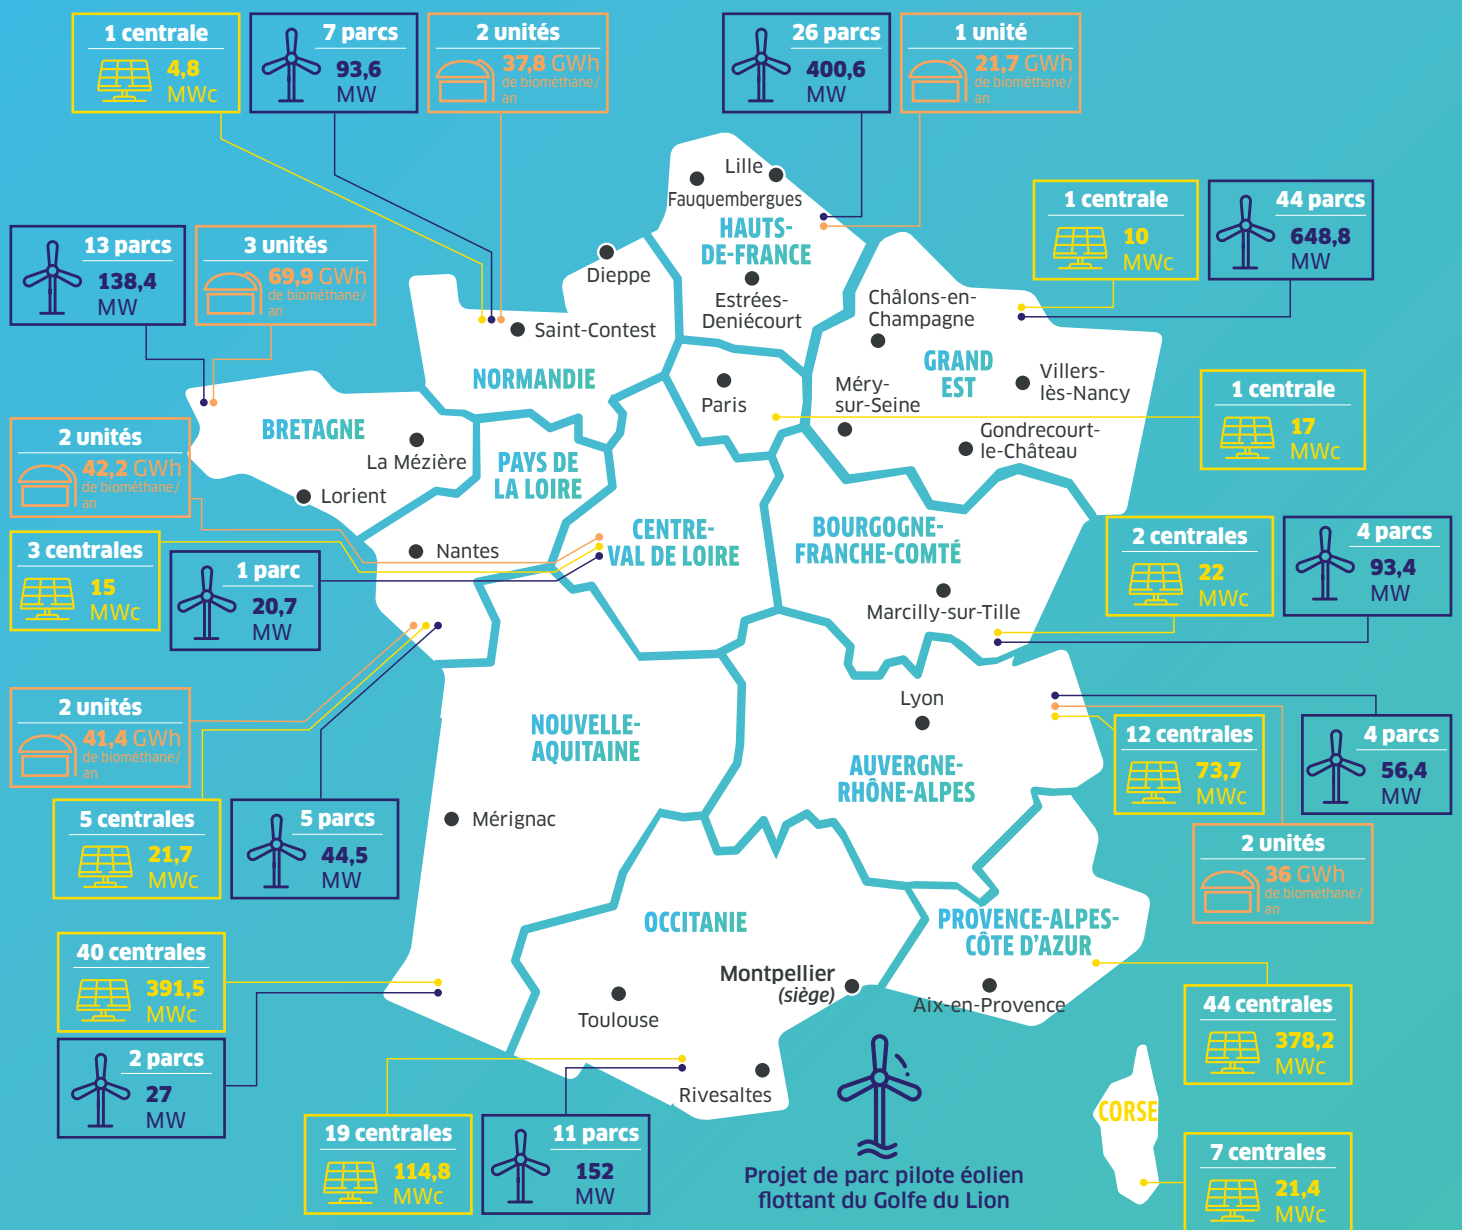 1 centrale
4,8
MWc
7 parcs
93,6
MW
2 unités
37,8 GWh
de biométhane/
an
26 parcs
400,6
MW
1 unité
21,7 GWh
de biométhane/
an
Lille
Fauquembergues
HAUTS-
DE-FRANCE
Estrées-
Deniécourt
1 centrale
10
MWc
44 parcs
648,8
MW
13 parcs
138,4
MW
3 unités
69,9 GWh
de biométhane/
an
Dieppe
Saint-Contest
NORMANDIE
Châlons-en-
Champagne
GRAND
EST
Villers-
lès-Nancy
Méry-
sur-Seine
Gondrecourt-
le-Château
Paris
1 centrale
17
MWc
BRETAGNE
La Mézière
Lorient
2 unités
42,2 GWh
de biométhane/
an
PAYS DE
LA LOIRE
Nantes
CENTRE-
VAL DE LOIRE
BOURGOGNE-
FRANCHE-COMTÉ
Marcilly-sur-Tille
3 centrales
15
MWc
1 parc
20,7
MW
2 centrales
22
MWc
4 parcs
93,4
MW
2 unités
41,4 GWh
de biométhane/
an
NOUVELLE-
AQUITAINE
Mérignac
Lyon
AUVERGNE-
RHÔNE-ALPES
12 centrales
73,7
MWc
4 parcs
56,4
MW
5 centrales
21,7
MWc
5 parcs
44,5
MW
2 unités
36 GWh
de biométhane/
an
40 centrales
391,5
MWc
2 parcs
27
MW
OCCITANIE
Toulouse
Montpellier
(siège)
Rivesaltes
PROVENCE-ALPES-
CÔTE D'AZUR
Aix-en-Provence
44 centrales
378,2
MWc
19 centrales
114,8
MWc
11 parcs
152
MW
Projet de parc pilote éolien
flottant du Golfe du Lion
CORSE
7 centrales
21,4
MWc